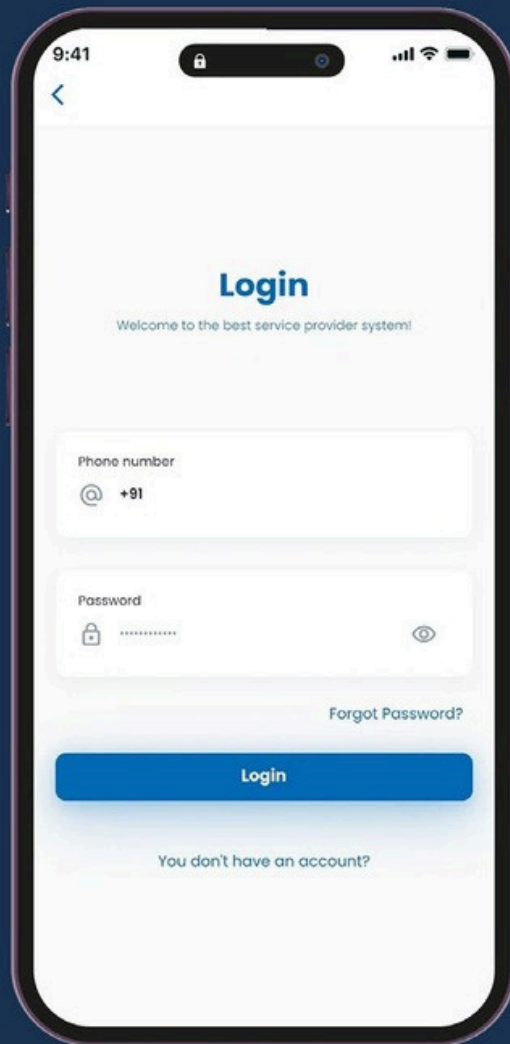 9:41
Login
Welcome to the best service provider system!
Phone number
+91
Password
Forgot Password?
Login
You don't have an account?